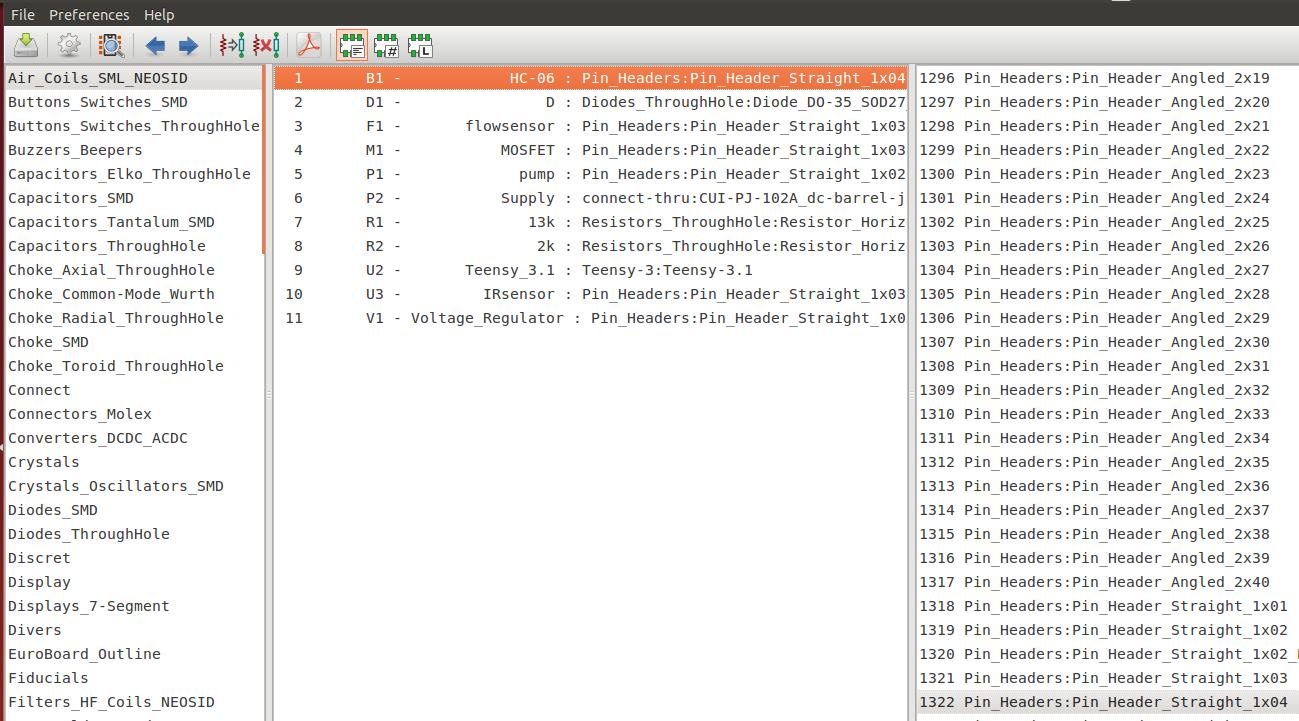 File Preferences Help
Air_Coils_SML_NEOSID
Buttons_Switches_SMD
Buttons_Switches_ThroughHole
Buzzers_Beepers
Capacitors_Elko_ThroughHole
Capacitors_SMD
Capacitors_Tantalum_SMD
Capacitors_ThroughHole
Choke_Axial_ThroughHole
Choke_Common-Mode_Wurth
Choke_Radial_ThroughHole
Choke_SMD
Choke_Toroid_ThroughHole
Connect
Connectors_Molex
Converters_DCDC_ACDC
Crystals
Crystals_Oscillators_SMD
Diodes_SMD
Diodes_ThroughHole
Discret
Display
Displays_7-Segment
Divers
EuroBoard_Outline
Fiducials
Filters_HF_Coils_NEOSID
1 B1 - HC-06 : Pin_Headers:Pin_Header_Straight_1x04
2 D1 - D : Diodes_ThroughHole:Diode_DO-35_SOD27
3 F1 - flowsensor : Pin_Headers:Pin_Header_Straight_1x03
4 M1 - MOSFET : Pin_Headers:Pin_Header_Straight_1x03
5 P1 - pump : Pin_Headers:Pin_Header_Straight_1x02
6 P2 - Supply : connect-thru:CUI-PJ-102A_dc-barrel-j
7 R1 - 13k : Resistors_ThroughHole:Resistor_Horiz
8 R2 - 2k : Resistors_ThroughHole:Resistor_Horiz
9 U2 - Teensy_3.1 : Teensy-3:Teensy-3.1
10 U3 - IRsensor : Pin_Headers:Pin_Header_Straight_1x03
11 V1 - Voltage_Regulator : Pin_Headers:Pin_Header_Straight_1x0
1296 Pin_Headers:Pin_Header_Angled_2x19
1297 Pin_Headers:Pin_Header_Angled_2x20
1298 Pin_Headers:Pin_Header_Angled_2x21
1299 Pin_Headers:Pin_Header_Angled_2x22
1300 Pin_Headers:Pin_Header_Angled_2x23
1301 Pin_Headers:Pin_Header_Angled_2x24
1302 Pin_Headers:Pin_Header_Angled_2x25
1303 Pin_Headers:Pin_Header_Angled_2x26
1304 Pin_Headers:Pin_Header_Angled_2x27
1305 Pin_Headers:Pin_Header_Angled_2x28
1306 Pin_Headers:Pin_Header_Angled_2x29
1307 Pin_Headers:Pin_Header_Angled_2x30
1308 Pin_Headers:Pin_Header_Angled_2x31
1309 Pin_Headers:Pin_Header_Angled_2x32
1310 Pin_Headers:Pin_Header_Angled_2x33
1311 Pin_Headers:Pin_Header_Angled_2x34
1312 Pin_Headers:Pin_Header_Angled_2x35
1313 Pin_Headers:Pin_Header_Angled_2x36
1314 Pin_Headers:Pin_Header_Angled_2x37
1315 Pin_Headers:Pin_Header_Angled_2x38
1316 Pin_Headers:Pin_Header_Angled_2x39
1317 Pin_Headers:Pin_Header_Angled_2x40
1318 Pin_Headers:Pin_Header_Straight_1x01
1319 Pin_Headers:Pin_Header_Straight_1x02
1320 Pin_Headers:Pin_Header_Straight_1x02_
1321 Pin_Headers:Pin_Header_Straight_1x03
1322 Pin_Headers:Pin_Header_Straight_1x04